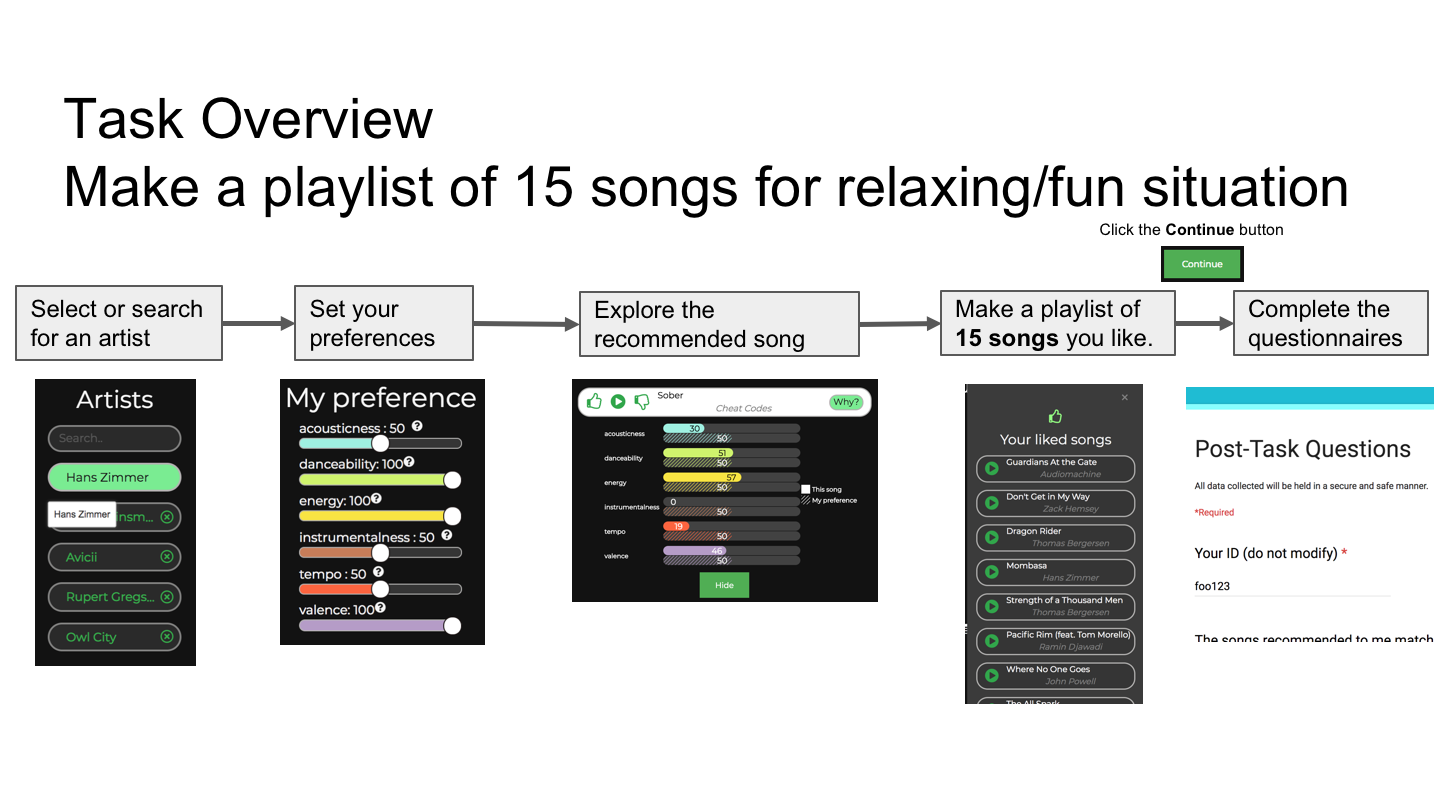 Task Overview
Make a playlist of 15 songs for relaxing/fun situation
Click the Continue button
Continue
Select or search
for an artist
Set your
preferences
Explore the
recommended song
Make a playlist of
15 songs you like.
Complete the
questionnaires
Artists
Search..
Hans Zimmer
Hans Zimmer
insm...
Avicii
Rupert Gregs...
Owl City
My preference
acousticness : 50 ?
danceability: 100 ?
energy: 100 ?
instrumentalness : 50 ?
tempo : 50 ?
valence: 100 ?
Sober
Cheat Codes
Why?
acousticness
30
50
danceability
51
50
energy
57
50
instrumentalness
0
50
tempo
19
50
valence
46
50
This song
My preference
Hide
×
Your liked songs
Guardians At the Gate
Audiomachine
Don't Get in My Way
Zack Hemsey
Dragon Rider
Thomas Bergersen
Mombasa
Hans Zimmer
Strength of a Thousand Men
Thomas Bergersen
Pacific Rim (feat. Tom Morello)
Ramin Djawadi
Where No One Goes
John Powell
The All Spark
Post-Task Questions
All data collected will be held in a secure and safe manner.
*Required
Your ID (do not modify) *
foo123
The songs recommended to me match